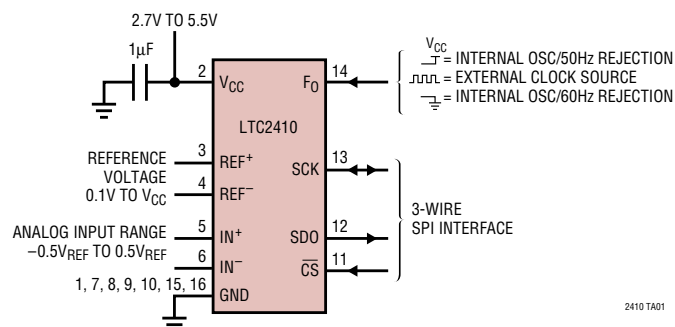 2.7V TO 5.5V
1µF
2
VCC
FO
14
VCC
= INTERNAL OSC/50Hz REJECTION
= EXTERNAL CLOCK SOURCE
= INTERNAL OSC/60Hz REJECTION
LTC2410
REFERENCE
VOLTAGE
0.1V TO VCC
3
REF+
4
REF–
SCK
13
3-WIRE
SPI INTERFACE
ANALOG INPUT RANGE
–0.5VREF TO 0.5VREF
5
IN+
6
IN–
SDO
12
CS
11
1, 7, 8, 9, 10, 15, 16
GND
2410 TA01